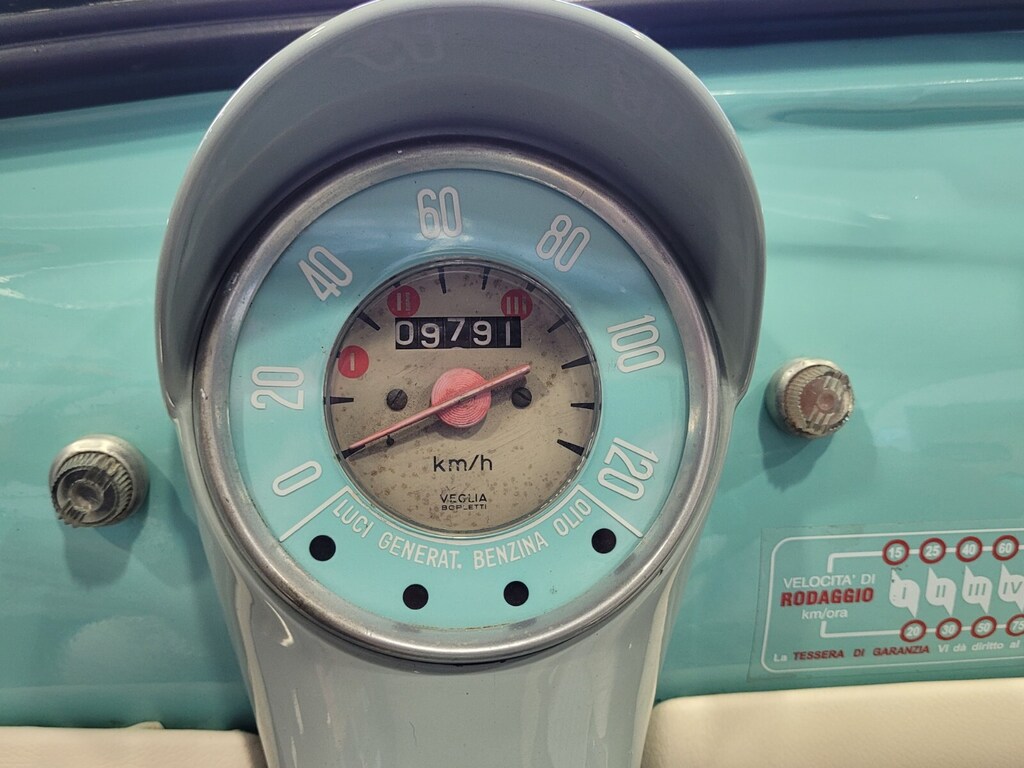 60
80
40
100
20
0
120
II
III
I
09791
km/h
VEGLIA
BORLETTI
LUCI GENERAT. BENZINA OLIO
15 25 40 60
VELOCITA' DI
RODAGGIO
km/ora
I II III IV
20 30 50 75
La TESSERA DI GARANZIA Vi dà diritto al